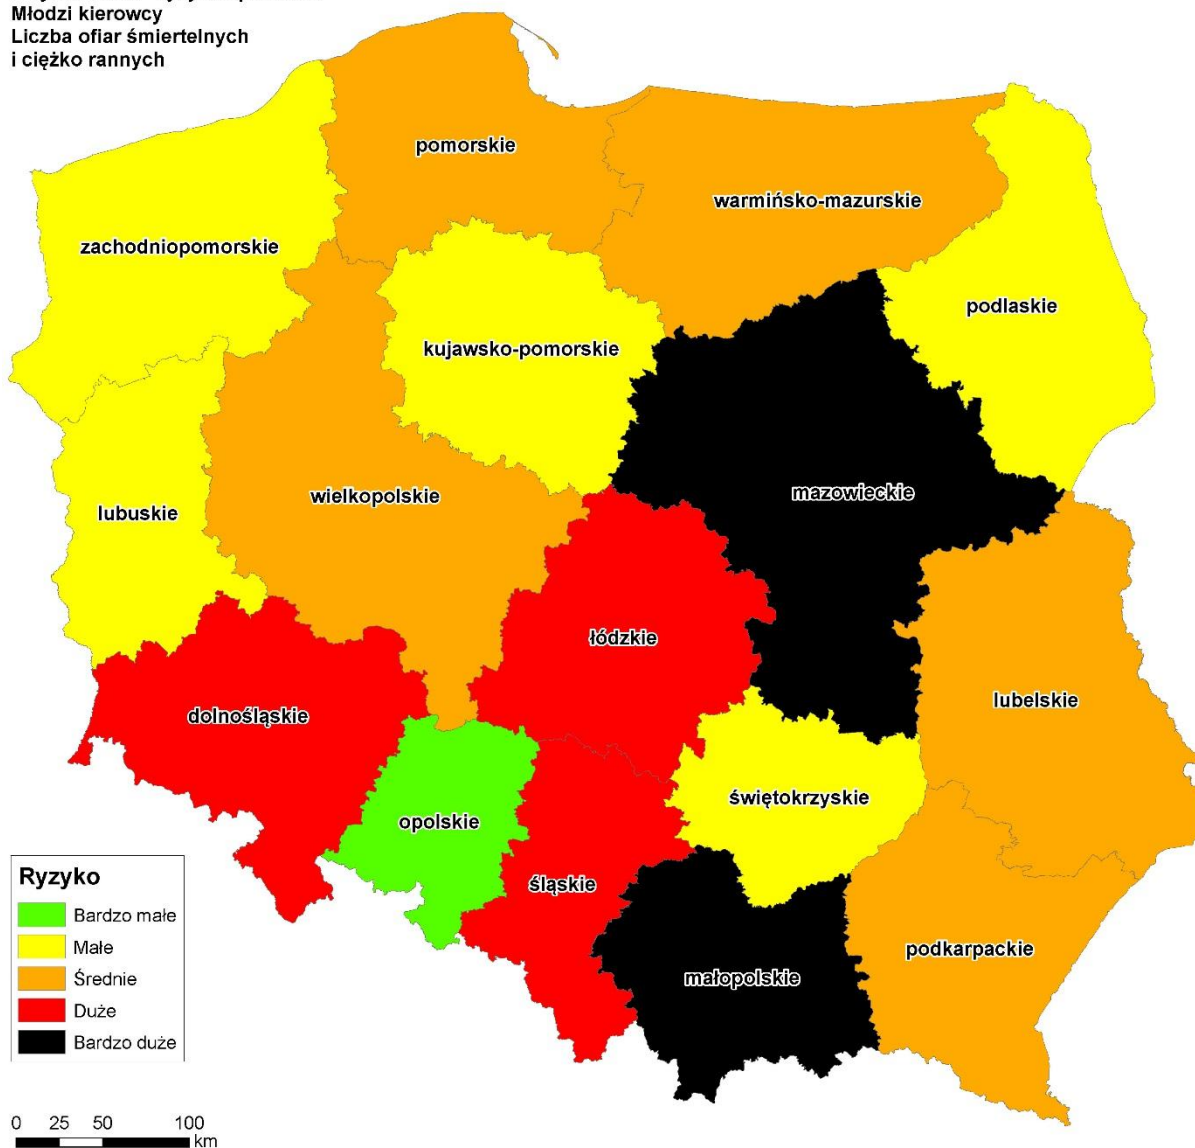 Młodzi kierowcy
Liczba ofiar śmiertelnych
i ciężko rannych
pomorskie
warmińsko-mazurskie
zachodniopomorskie
podlaskie
kujawsko-pomorskie
mazowieckie
wielkopolskie
lubuskie
łódzkie
lubelskie
dolnośląskie
świętokrzyskie
opolskie
śląskie
podkarpackie
małopolskie
Ryzyko
Bardzo małe
Małe
Średnie
Duże
Bardzo duże
0 25 50 100
km